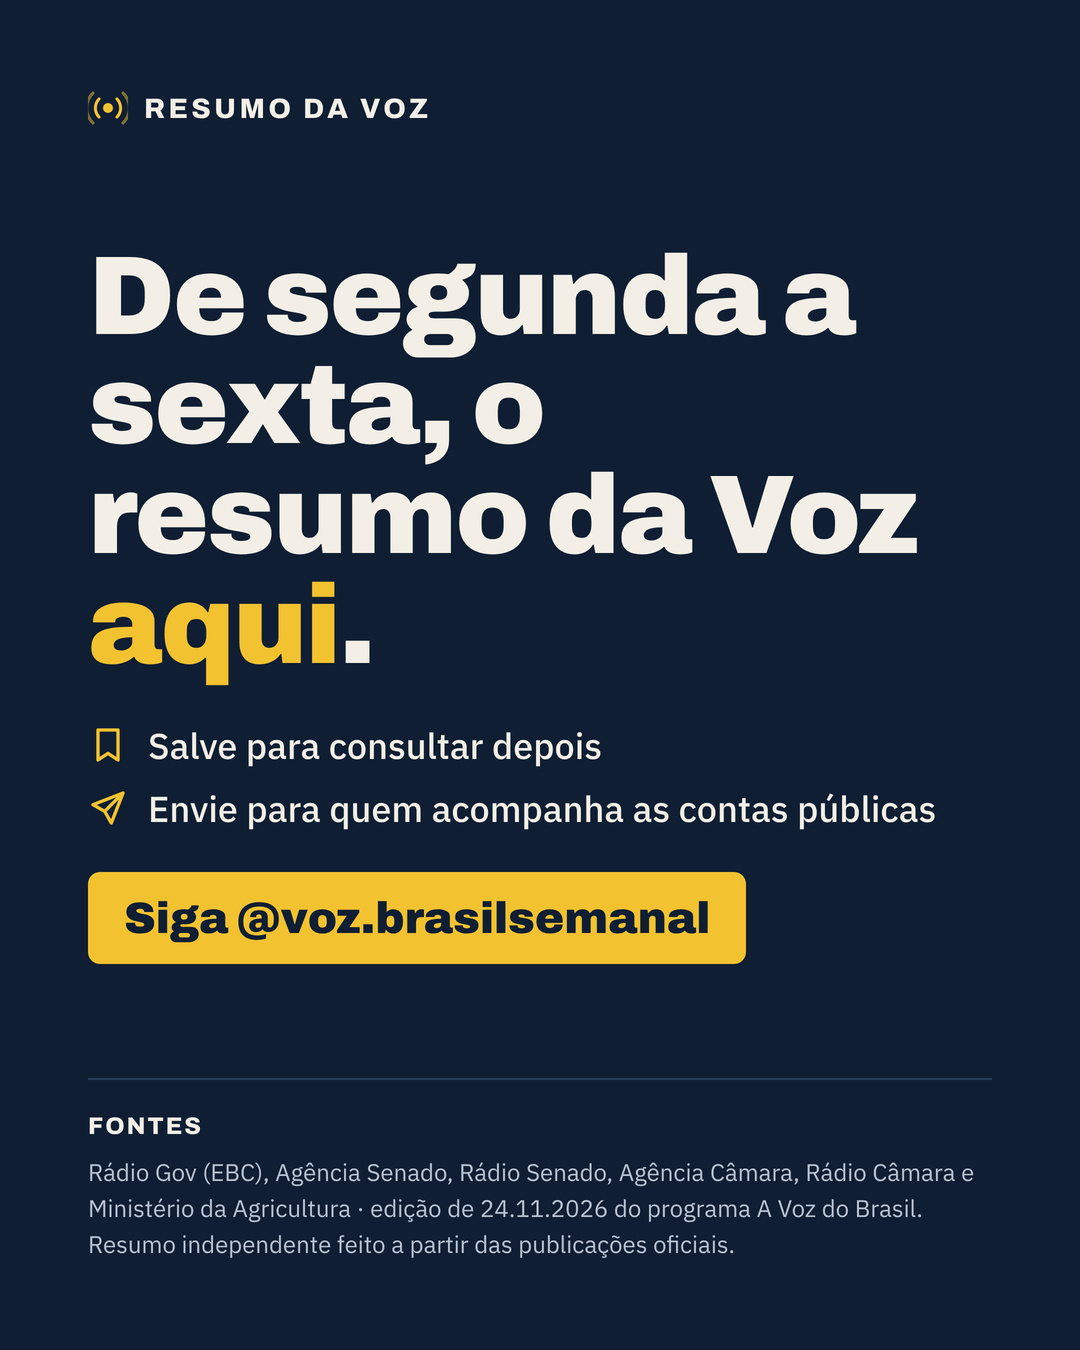 RESUMO DA VOZ
De segunda a
sexta, o
resumo da Voz
aqui.
Salve para consultar depois
Envie para quem acompanha as contas públicas
Siga @voz.brasilsemanal
FONTES
Rádio Gov (EBC), Agência Senado, Rádio Senado, Agência Câmara, Rádio Câmara e
Ministério da Agricultura · edição de 24.11.2026 do programa A Voz do Brasil.
Resumo independente feito a partir das publicações oficiais.